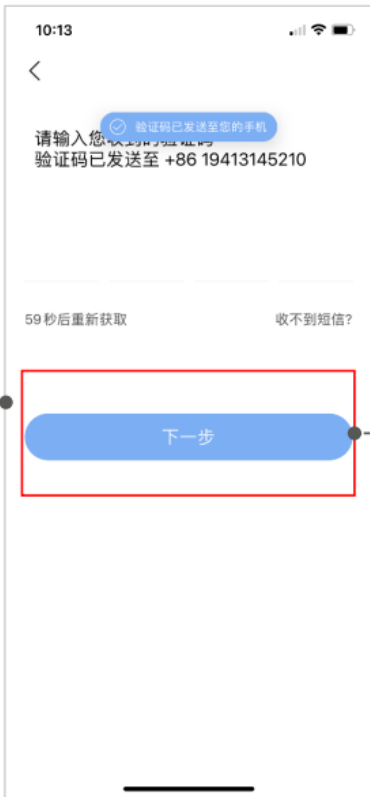 10:13
验证码已发送至您的手机
请输入您收到的验证码
验证码已发送至 +86 19413145210
59秒后重新获取
收不到短信?
下一步